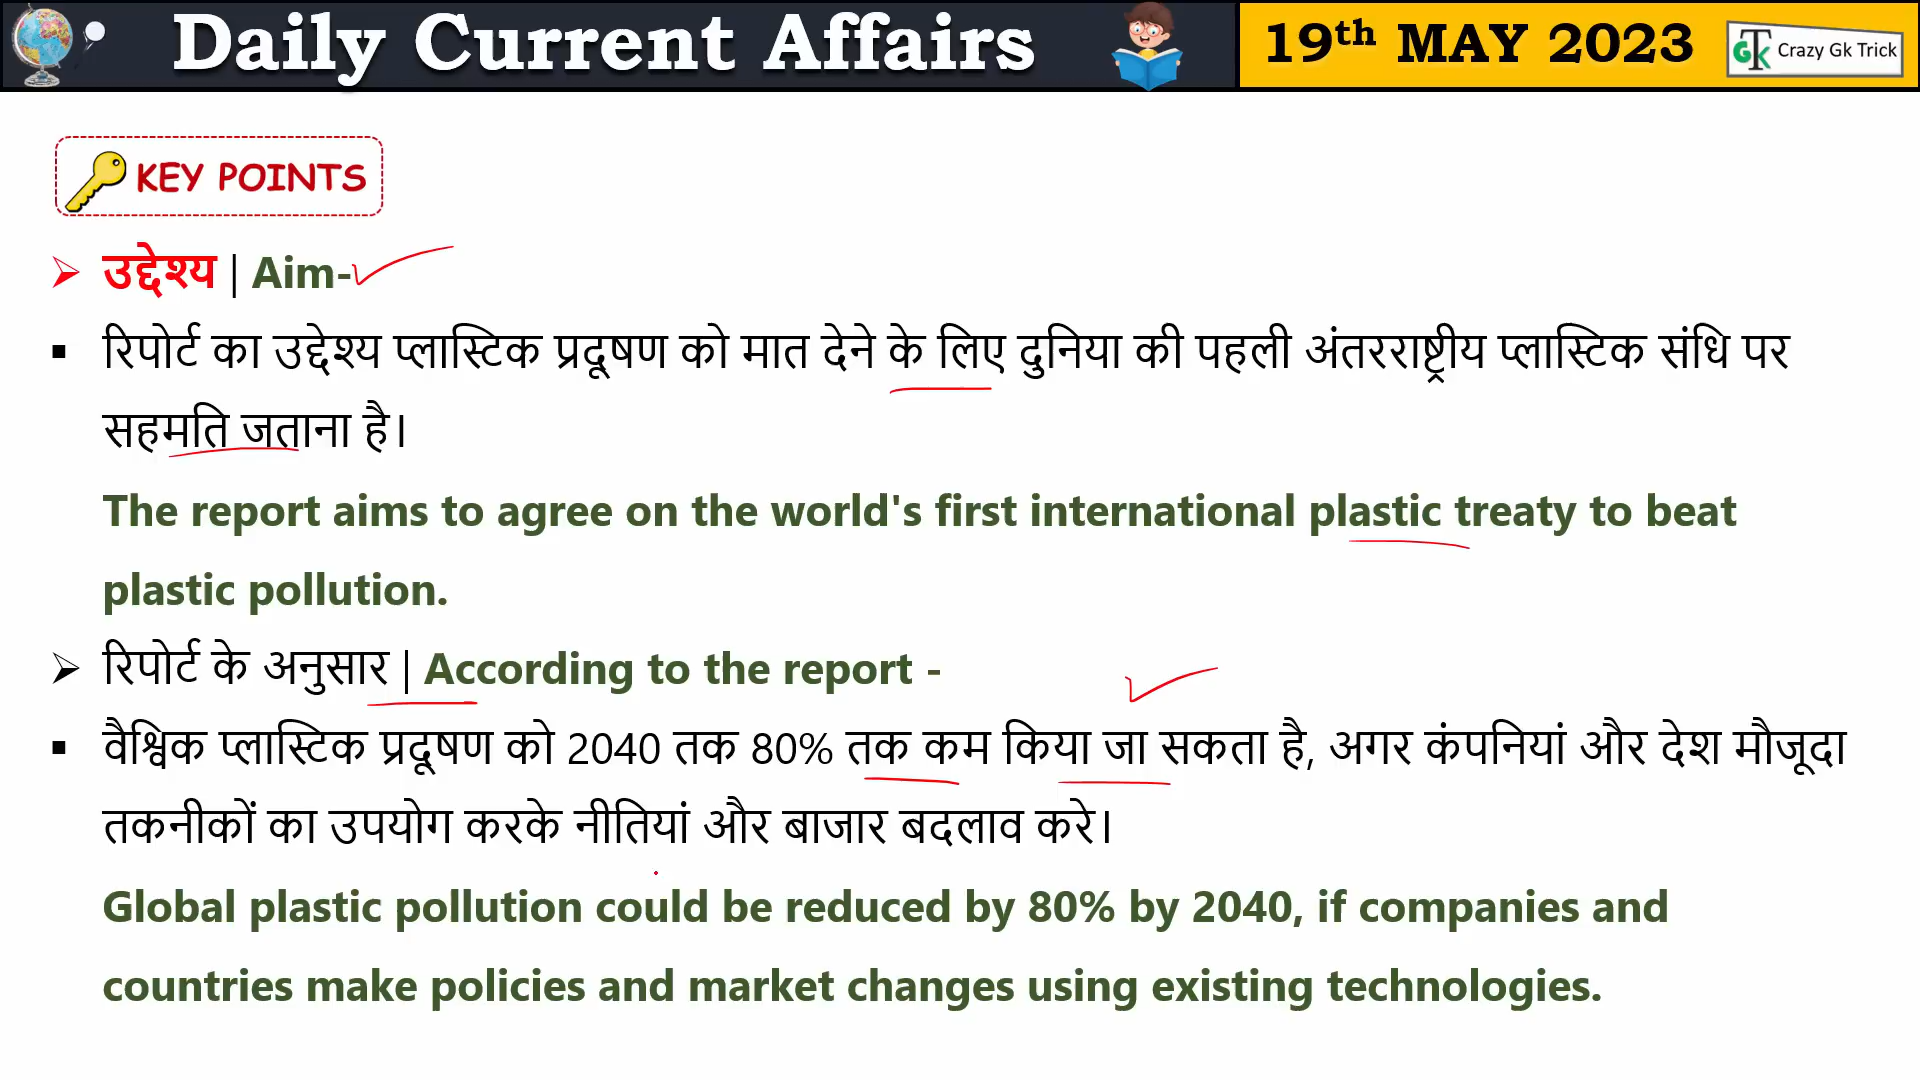 Daily Current Affairs
19th MAY 2023
GTK Crazy Gk Trick
KEY POINTS
उद्देश्य | Aim-
रिपोर्ट का उद्देश्य प्लास्टिक प्रदूषण को मात देने के लिए दुनिया की पहली अंतरराष्ट्रीय प्लास्टिक संधि पर
सहमति जताना है।
The report aims to agree on the world's first international plastic treaty to beat
plastic pollution.
रिपोर्ट के अनुसार | According to the report -
वैश्विक प्लास्टिक प्रदूषण को 2040 तक 80% तक कम किया जा सकता है, अगर कंपनियां और देश मौजूदा
तकनीकों का उपयोग करके नीतियां और बाजार बदलाव करे।
Global plastic pollution could be reduced by 80% by 2040, if companies and
countries make policies and market changes using existing technologies.